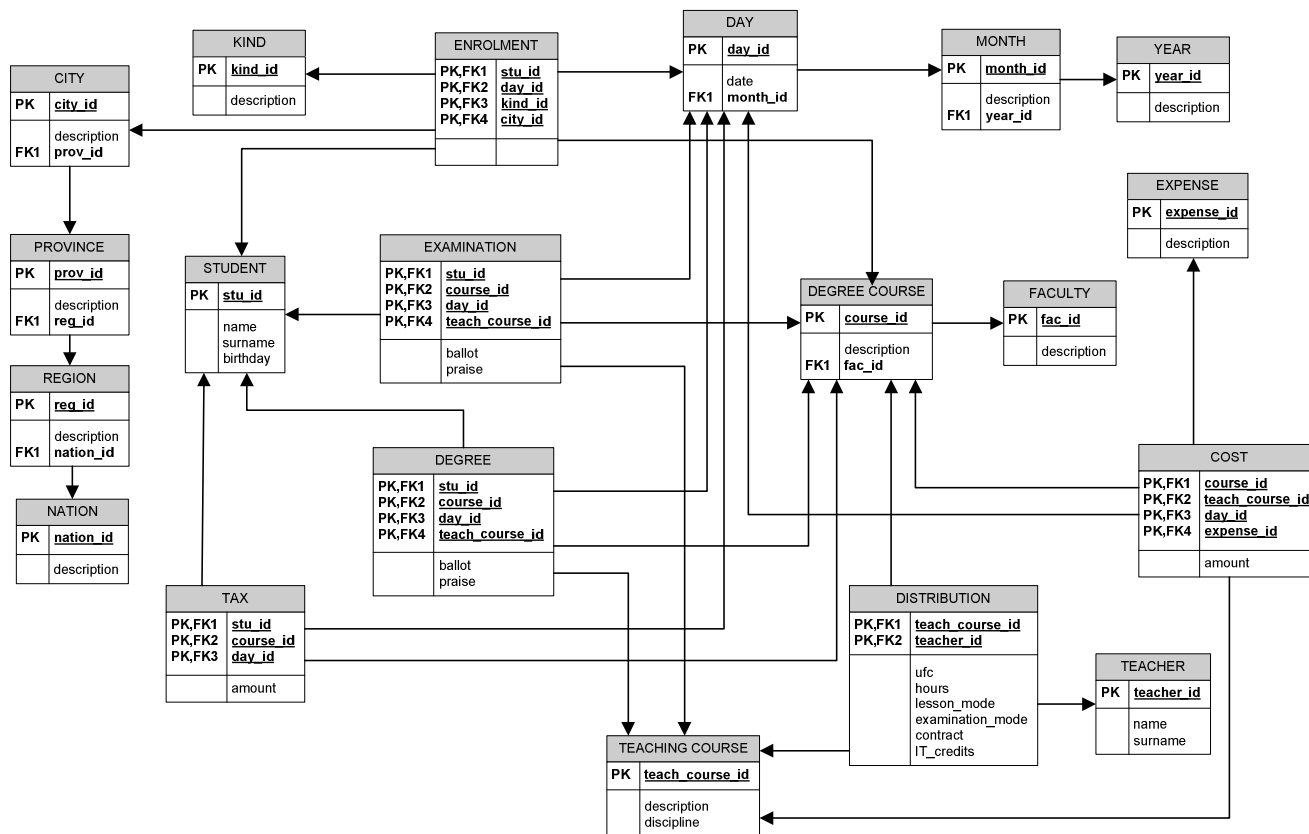 KIND
PK kind_id
description
ENROLMENT
PK,FK1 stu_id
PK,FK2 day_id
PK,FK3 kind_id
PK,FK4 city_id
DAY
PK day_id
date
FK1 month_id
MONTH
PK month_id
description
FK1 year_id
YEAR
PK year_id
description
CITY
PK city_id
description
FK1 prov_id
EXPENSE
PK expense_id
description
PROVINCE
PK prov_id
description
FK1 reg_id
STUDENT
PK stu_id
name
surname
birthday
EXAMINATION
PK,FK1 stu_id
PK,FK2 course_id
PK,FK3 day_id
PK,FK4 teach_course_id
ballot
praise
DEGREE COURSE
PK course_id
description
FK1 fac_id
FACULTY
PK fac_id
description
REGION
PK reg_id
description
FK1 nation_id
NATION
PK nation_id
description
DEGREE
PK,FK1 stu_id
PK,FK2 course_id
PK,FK3 day_id
PK,FK4 teach_course_id
ballot
praise
COST
PK,FK1 course_id
PK,FK2 teach_course_id
PK,FK3 day_id
PK,FK4 expense_id
amount
TAX
PK,FK1 stu_id
PK,FK2 course_id
PK,FK3 day_id
amount
DISTRIBUTION
PK,FK1 teach_course_id
PK,FK2 teacher_id
ufc
hours
lesson_mode
examination_mode
contract
IT_credits
TEACHER
PK teacher_id
name
surname
TEACHING COURSE
PK teach_course_id
description
discipline